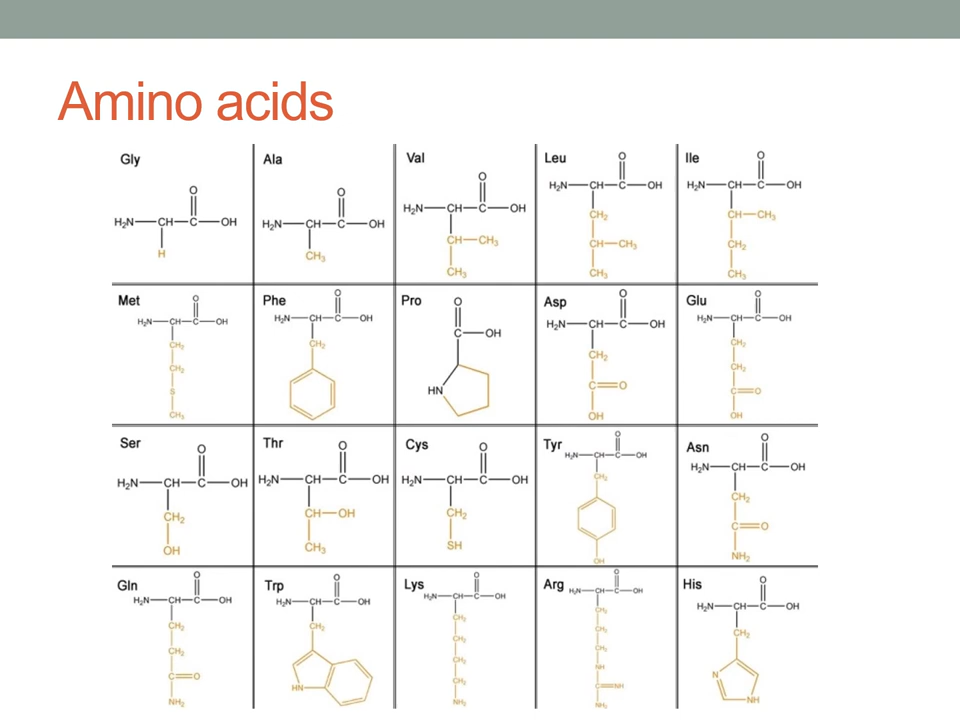 Amino acids
Gly
H₂N—CH—C—OH
O
H
Ala
H₂N—CH—C—OH
O
CH₃
Val
H₂N—CH—C—OH
O
CH—CH₃
CH₃
Leu
H₂N—CH—C—OH
O
CH₂
CH—CH₃
CH₃
Ile
H₂N—CH—C—OH
O
CH—CH₃
CH₂
CH₃
Met
H₂N—CH—C—OH
O
CH₂
CH₂
S
CH₃
Phe
H₂N—CH—C—OH
O
CH₂
Pro
O
C—OH
HN
Asp
H₂N—CH—C—OH
O
CH₂
C=O
OH
Glu
H₂N—CH—C—OH
O
CH₂
CH₂
C=O
OH
Ser
H₂N—CH—C—OH
O
CH₂
OH
Thr
H₂N—CH—C—OH
O
CH—OH
CH₃
Cys
H₂N—CH—C—OH
O
CH₂
SH
Tyr
H₂N—CH—C—OH
O
CH₂
OH
Asn
H₂N—CH—C—OH
O
CH₂
C=O
NH₂
Gln
H₂N—CH—C—OH
O
CH₂
CH₂
C=O
NH₂
Trp
H₂N—CH—C—OH
O
CH₂
HN
Lys
H₂N—CH—C—OH
O
CH₂
CH₂
CH₂
CH₂
NH₂
Arg
H₂N—CH—C—OH
O
CH₂
CH₂
CH₂
NH
C=NH
NH₂
His
H₂N—CH—C—OH
O
CH₂
N
NH